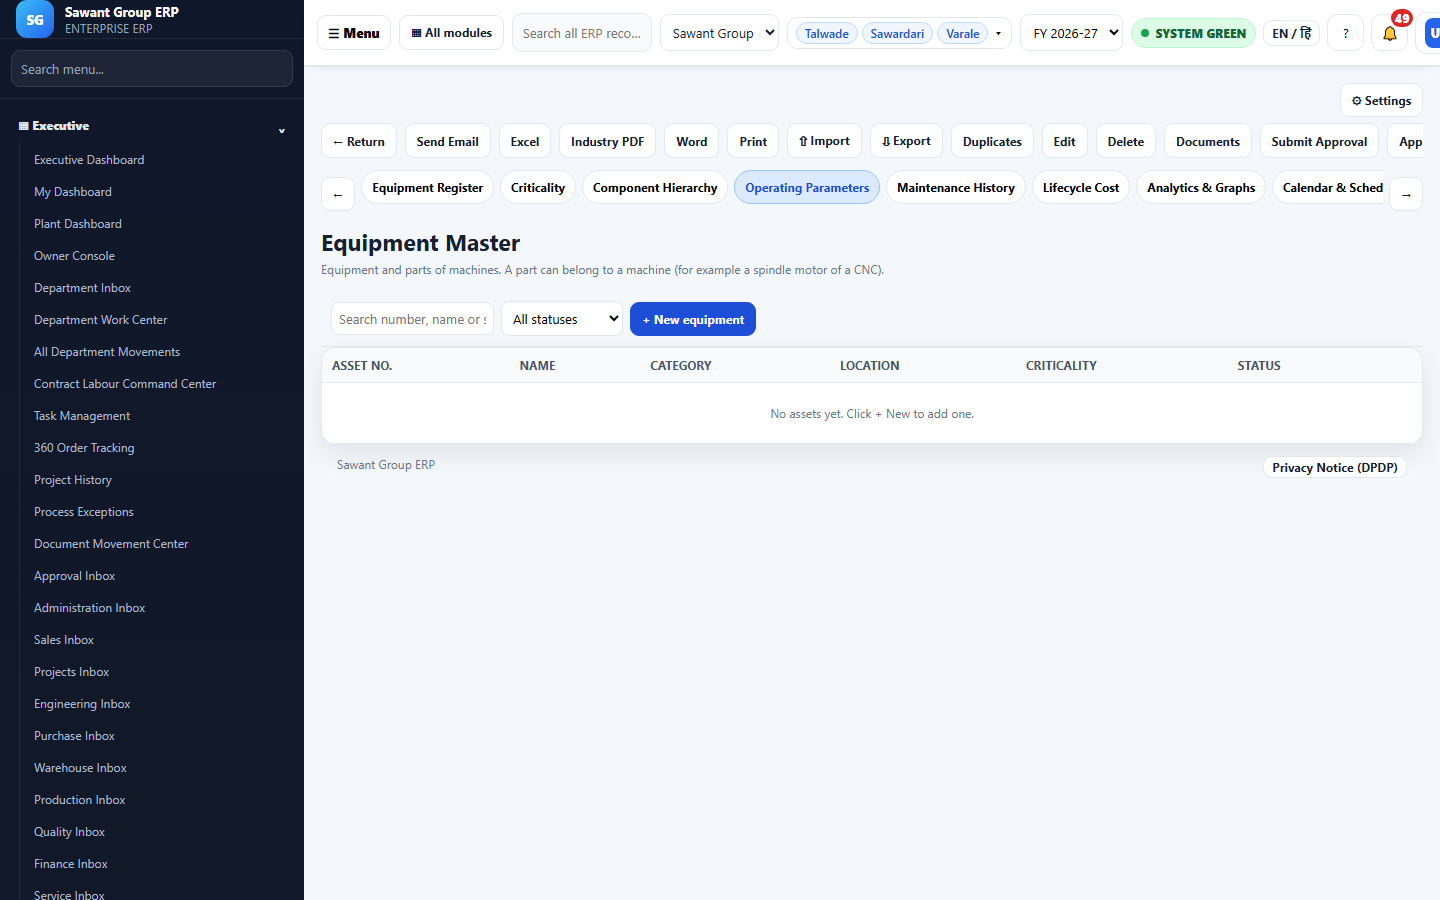 SG
Sawant Group ERP
ENTERPRISE ERP
Search menu...
Executive
Executive Dashboard
My Dashboard
Plant Dashboard
Owner Console
Department Inbox
Department Work Center
All Department Movements
Contract Labour Command Center
Task Management
360 Order Tracking
Project History
Process Exceptions
Document Movement Center
Approval Inbox
Administration Inbox
Sales Inbox
Projects Inbox
Engineering Inbox
Purchase Inbox
Warehouse Inbox
Production Inbox
Quality Inbox
Finance Inbox
Service Inbox
☰ Menu
All modules
Search all ERP reco...
Sawant Group
Talwade
Sawardari
Varale
FY 2026-27
SYSTEM GREEN
EN / हिं
?
49
U
⚙ Settings
← Return
Send Email
Excel
Industry PDF
Word
Print
⇧ Import
⇩ Export
Duplicates
Edit
Delete
Documents
Submit Approval
App
←
Equipment Register
Criticality
Component Hierarchy
Operating Parameters
Maintenance History
Lifecycle Cost
Analytics & Graphs
Calendar & Sched
→
Equipment Master
Equipment and parts of machines. A part can belong to a machine (for example a spindle motor of a CNC).
Search number, name or s
All statuses
+ New equipment
ASSET NO. NAME CATEGORY LOCATION CRITICALITY STATUS
No assets yet. Click + New to add one.
Sawant Group ERP
Privacy Notice (DPDP)